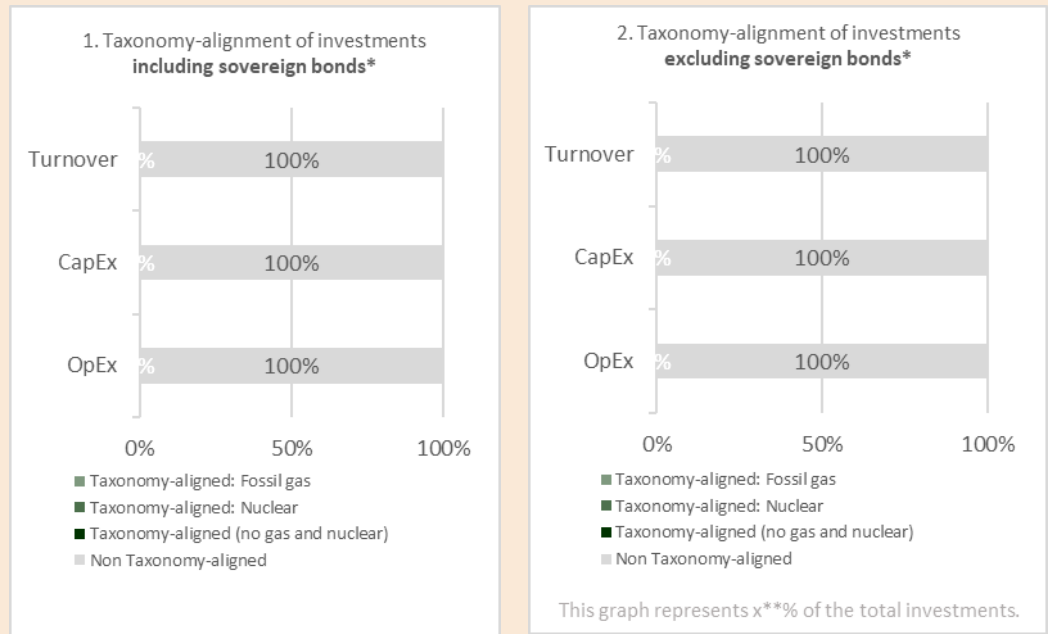 1. Taxonomy-alignment of investments
including sovereign bonds*
Turnover % 100%
CapEx % 100%
OpEx % 100%
0% 50% 100%
Taxonomy-aligned: Fossil gas
Taxonomy-aligned: Nuclear
Taxonomy-aligned (no gas and nuclear)
Non Taxonomy-aligned
2. Taxonomy-alignment of investments
excluding sovereign bonds*
Turnover % 100%
CapEx % 100%
OpEx % 100%
0% 50% 100%
Taxonomy-aligned: Fossil gas
Taxonomy-aligned: Nuclear
Taxonomy-aligned (no gas and nuclear)
Non Taxonomy-aligned
This graph represents x**% of the total investments.